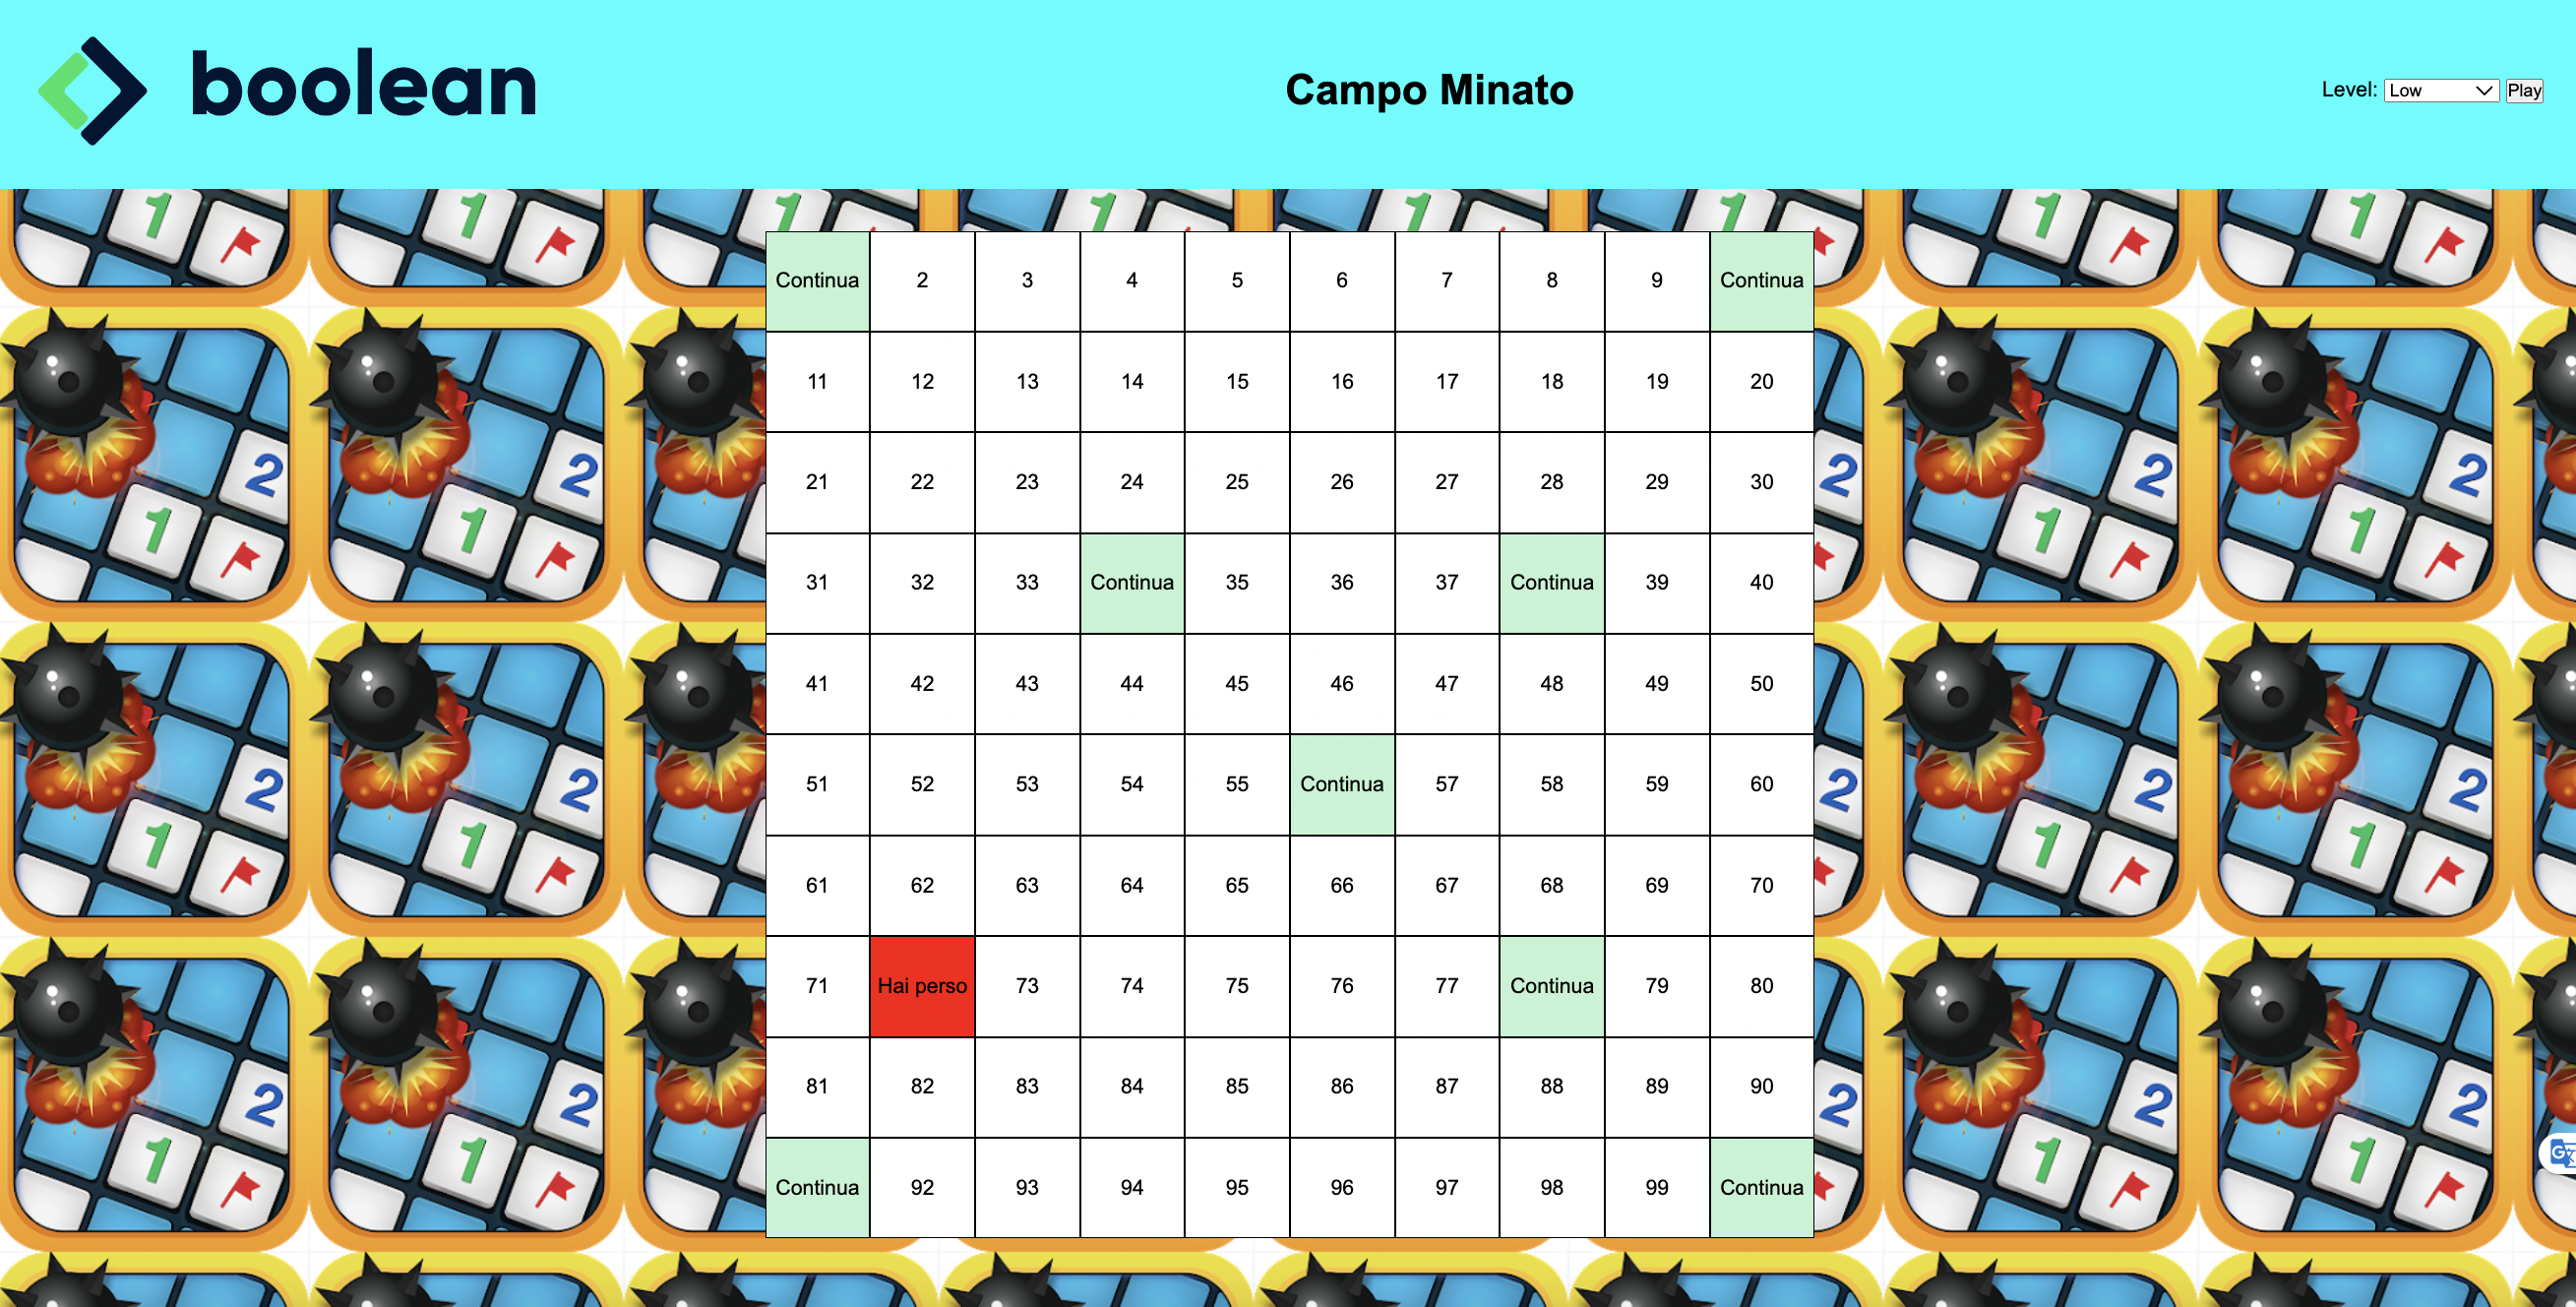 boolean
Campo Minato
Level: Low Play
Continua 2 3 4 5 6 7 8 9 Continua
11 12 13 14 15 16 17 18 19 20
21 22 23 24 25 26 27 28 29 30
31 32 33 Continua 35 36 37 Continua 39 40
41 42 43 44 45 46 47 48 49 50
51 52 53 54 55 Continua 57 58 59 60
61 62 63 64 65 66 67 68 69 70
71 Hai perso 73 74 75 76 77 Continua 79 80
81 82 83 84 85 86 87 88 89 90
Continua 92 93 94 95 96 97 98 99 Continua